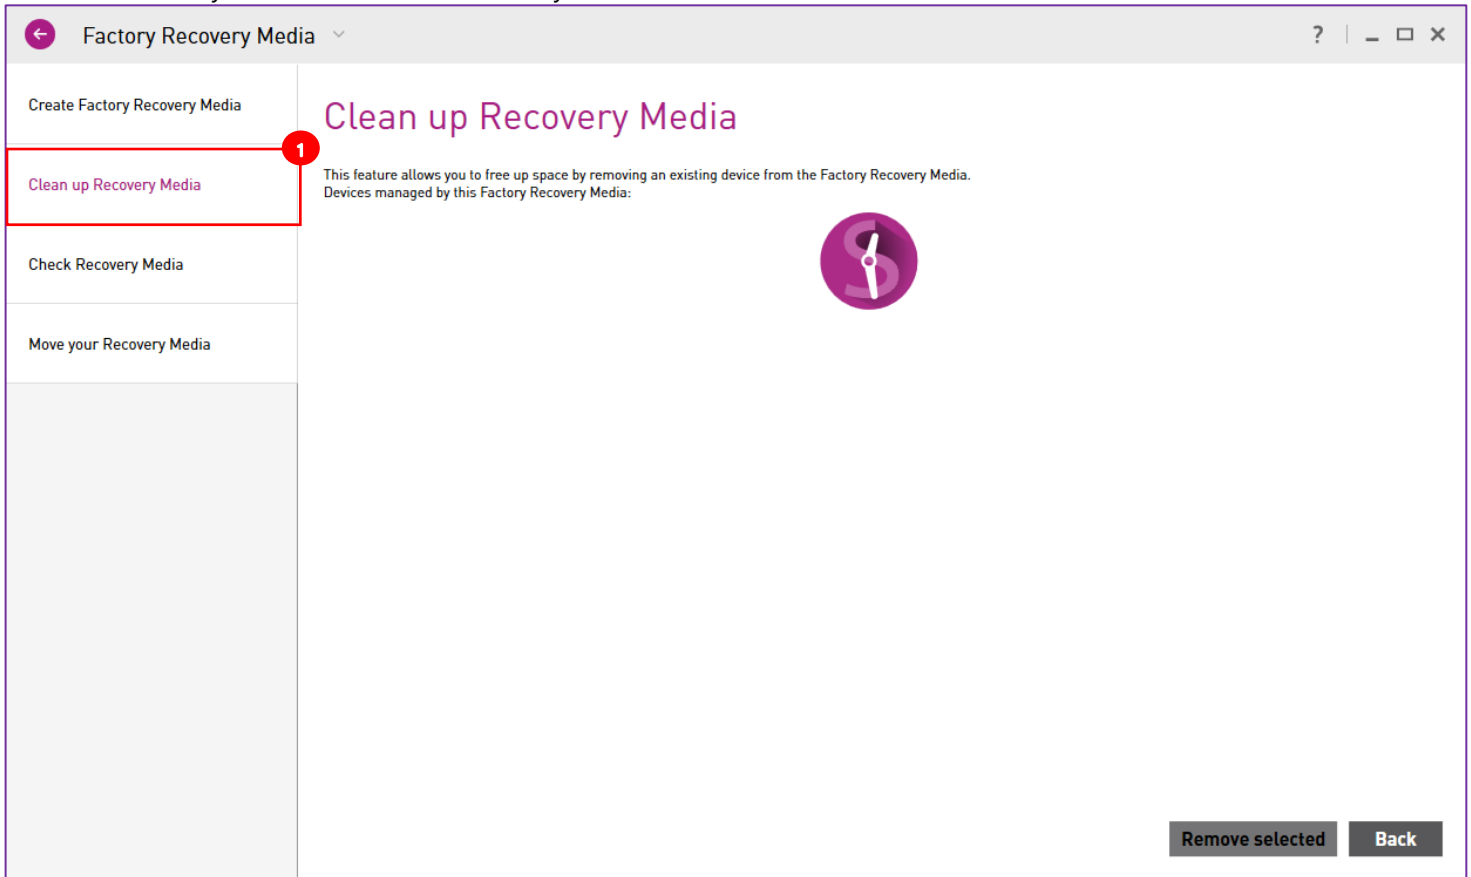 Factory Recovery Media
?
Create Factory Recovery Media
Clean up Recovery Media
1
Clean up Recovery Media
This feature allows you to free up space by removing an existing device from the Factory Recovery Media.
Devices managed by this Factory Recovery Media:
S
Check Recovery Media
Move your Recovery Media
Remove selected
Back